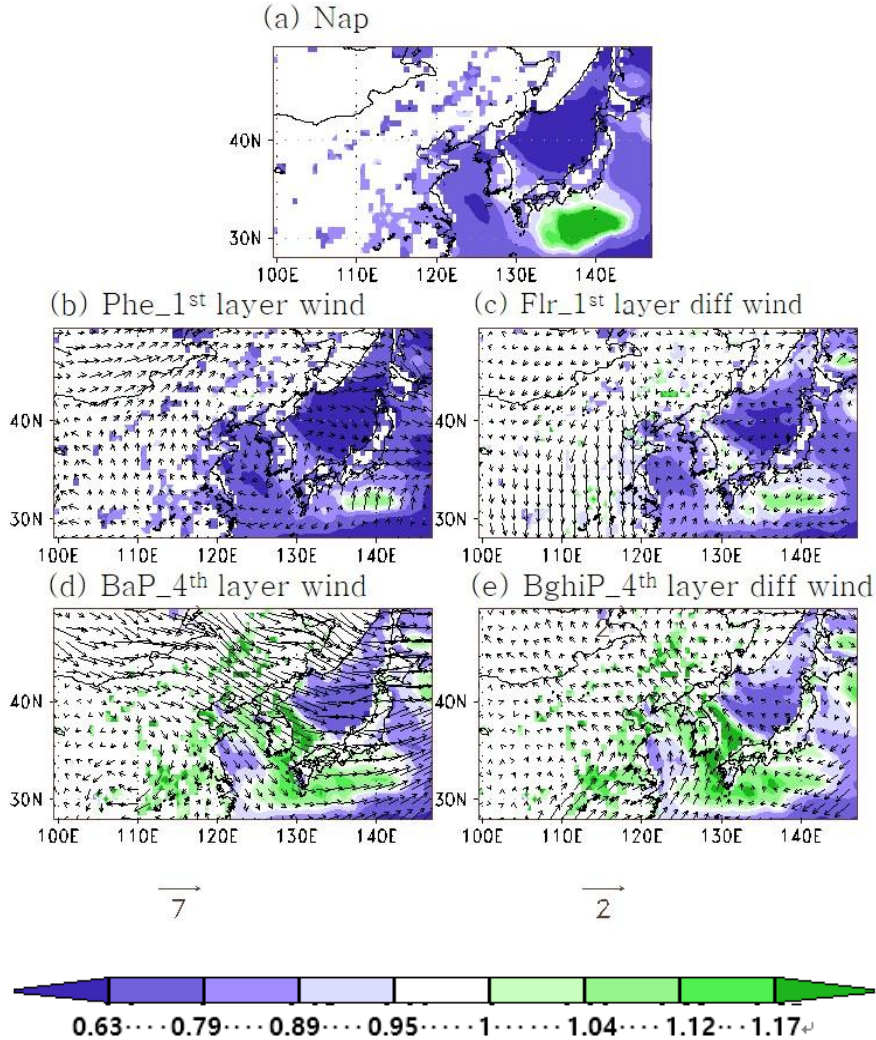 (a) Nap
40N
30N
100E 110E 120E 130E 140E
(b) Phe_1st layer wind
(c) Flr_1st layer diff wind
40N
30N
100E 110E 120E 130E 140E
40N
30N
100E 110E 120E 130E 140E
(d) BaP_4th layer wind
(e) BghiP_4th layer diff wind
40N
30N
100E 110E 120E 130E 140E
40N
30N
100E 110E 120E 130E 140E
7
2
0.63····0.79····0.89····0.95·····1······1.04····1.12···1.17↵